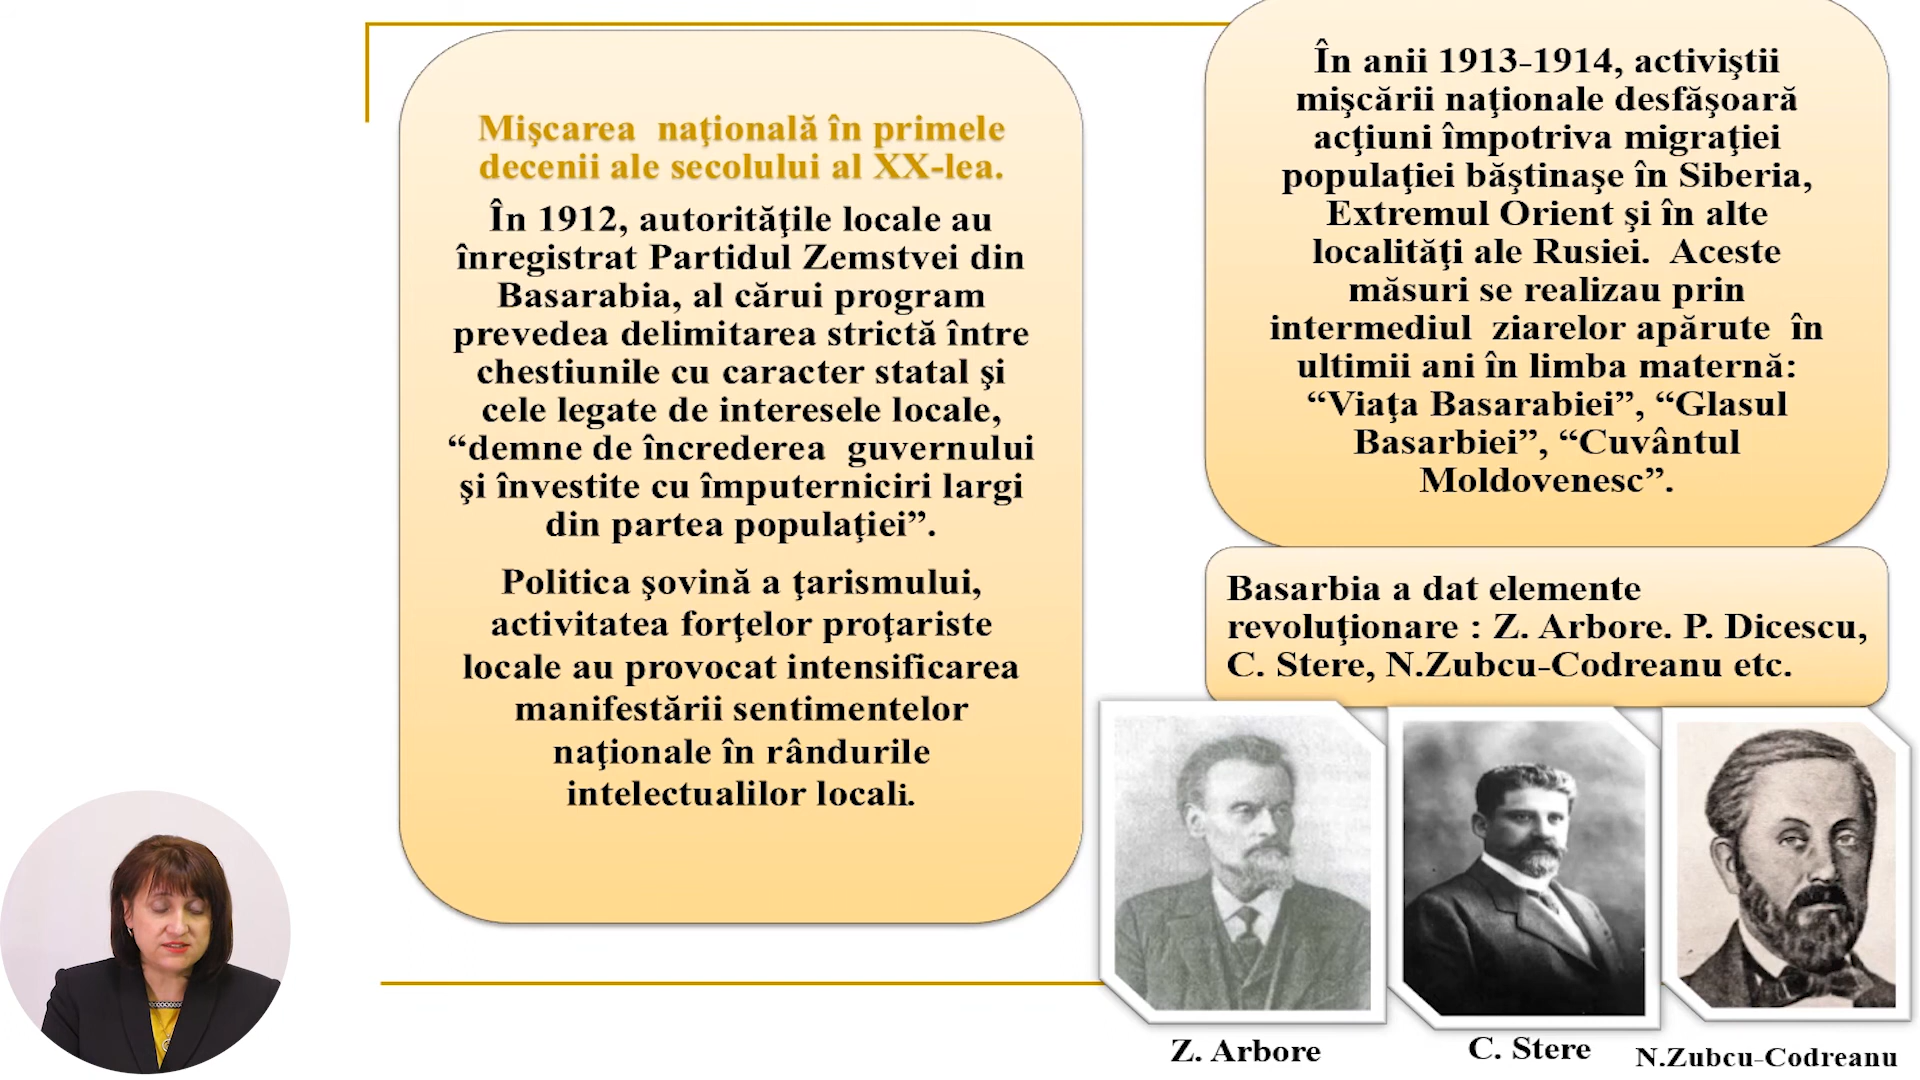 Mişcarea naţională în primele
decenii ale secolului al XX-lea.
În 1912, autorităţile locale au
înregistrat Partidul Zemstvei din
Basarabia, al cărui program
prevedea delimitarea strictă între
chestiunile cu caracter statal şi
cele legate de interesele locale,
“demne de încrederea guvernului
şi învestite cu împuterniciri largi
din partea populaţiei”.
Politica şovină a ţarismului,
activitatea forţelor proţariste
locale au provocat intensificarea
manifestării sentimentelor
naţionale în rândurile
intelectualilor locali.
În anii 1913-1914, activiştii
mişcării naţionale desfăşoară
acţiuni împotriva migraţiei
populaţiei băştinaşe în Siberia,
Extremul Orient şi în alte
localităţi ale Rusiei. Aceste
măsuri se realizau prin
intermediul ziarelor apărute în
ultimii ani în limba maternă:
“Viaţa Basarabiei”, “Glasul
Basarbiei”, “Cuvântul
Moldovenesc”.
Basarbia a dat elemente
revoluţionare : Z. Arbore. P. Dicescu,
C. Stere, N.Zubcu-Codreanu etc.
Z. Arbore
C. Stere
N.Zubcu-Codreanu